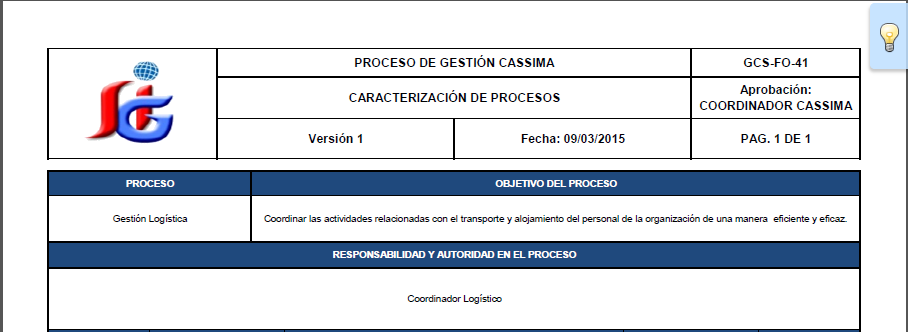 PROCESO DE GESTIÓN CASSIMA
GCS-FO-41
CARACTERIZACIÓN DE PROCESOS
Aprobación:
COORDINADOR CASSIMA
Versión 1
Fecha: 09/03/2015
PAG. 1 DE 1
PROCESO
OBJETIVO DEL PROCESO
Gestión Logística
Coordinar las actividades relacionadas con el transporte y alojamiento del personal de la organización de una manera eficiente y eficaz.
RESPONSABILIDAD Y AUTORIDAD EN EL PROCESO
Coordinador Logístico